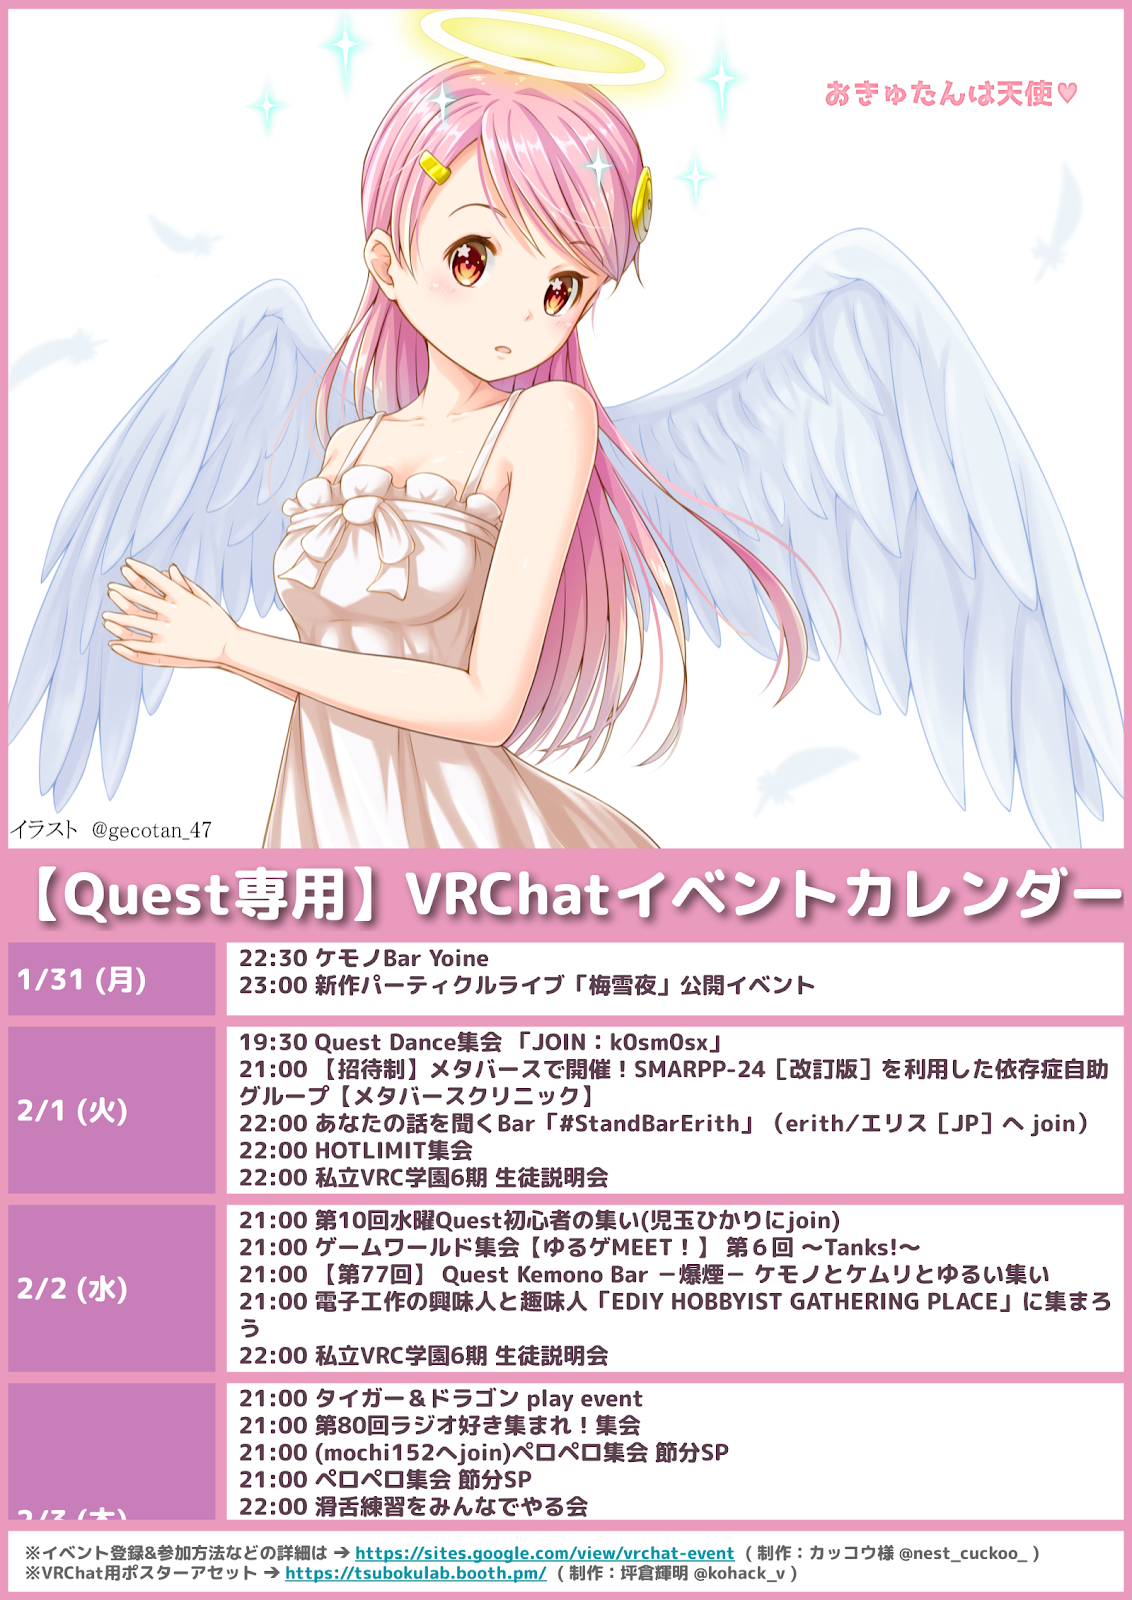 おきゅたんは天使♥
イラスト @gecotan_47
【Quest専用】VRChatイベントカレンダー
1/31 (月)
22:30 ケモノBar Yoine
23:00 新作パーティクルライブ「梅雪夜」公開イベント
2/1 (火)
19:30 Quest Dance集会 「JOIN：k0sm0sx」
21:00 【招待制】メタバースで開催！SMARPP-24［改訂版］を利用した依存症自助
グループ【メタバースクリニック】
22:00 あなたの話を聞くBar「#StandBarErith」（erith/エリス［JP］へ join）
22:00 HOTLIMIT集会
22:00 私立VRC学園6期 生徒説明会
2/2 (水)
21:00 第10回水曜Quest初心者の集い(児玉ひかりにjoin)
21:00 ゲームワールド集会【ゆるゲMEET！】 第６回 〜Tanks!〜
21:00 【第77回】 Quest Kemono Bar －爆煙－ ケモノとケムリとゆるい集い
21:00 電子工作の興味人と趣味人「EDIY HOBBYIST GATHERING PLACE」に集まろ
う
22:00 私立VRC学園6期 生徒説明会
2/3 (木)
21:00 タイガー＆ドラゴン play event
21:00 第80回ラジオ好き集まれ！集会
21:00 (mochi152へjoin)ペロペロ集会 節分SP
21:00 ペロペロ集会 節分SP
22:00 滑舌練習をみんなでやる会
※イベント登録&参加方法などの詳細は ➔ https://sites.google.com/view/vrchat-event （制作：カッコウ様 @nest_cuckoo_ ）
※VRChat用ポスターアセット ➔ https://tsubokulab.booth.pm/ （制作：坪倉輝明 @kohack_v ）